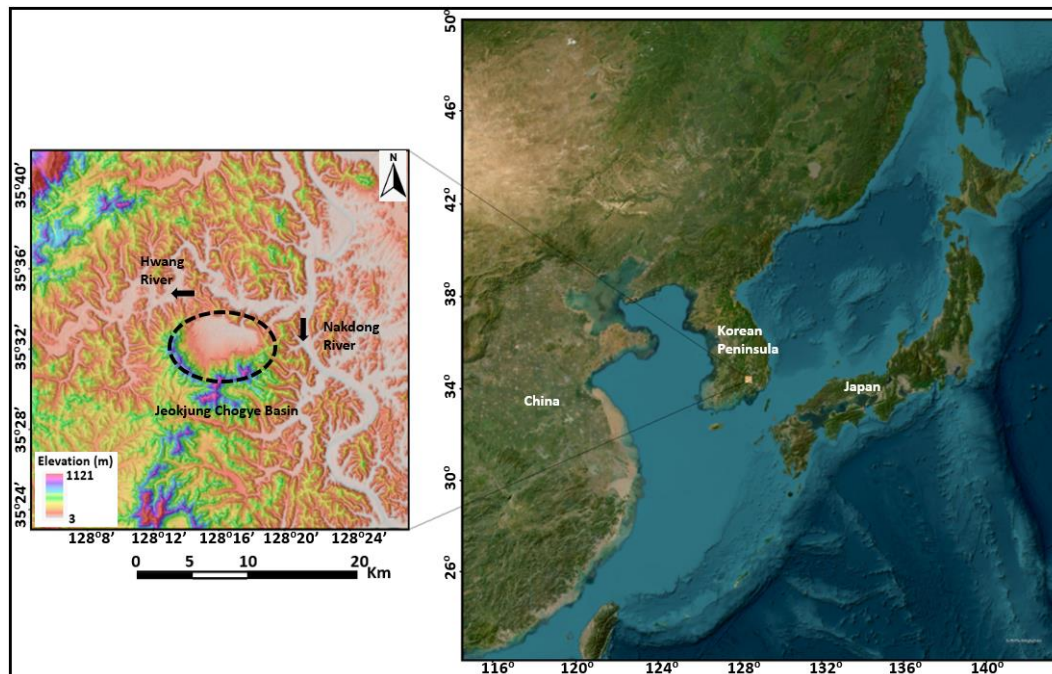 N
35°40′
35°36′
35°32′
35°28′
35°24′
Hwang
River
Nakdong
River
Jeokjung Chogye Basin
Elevation (m)
1121
3
128°8′ 128°12′ 128°16′ 128°20′ 128°24′
0 5 10 20
Km
50°
46°
42°
38°
34°
30°
26°
Korean
Peninsula
China
Japan
116° 120° 124° 128° 132° 136° 140°